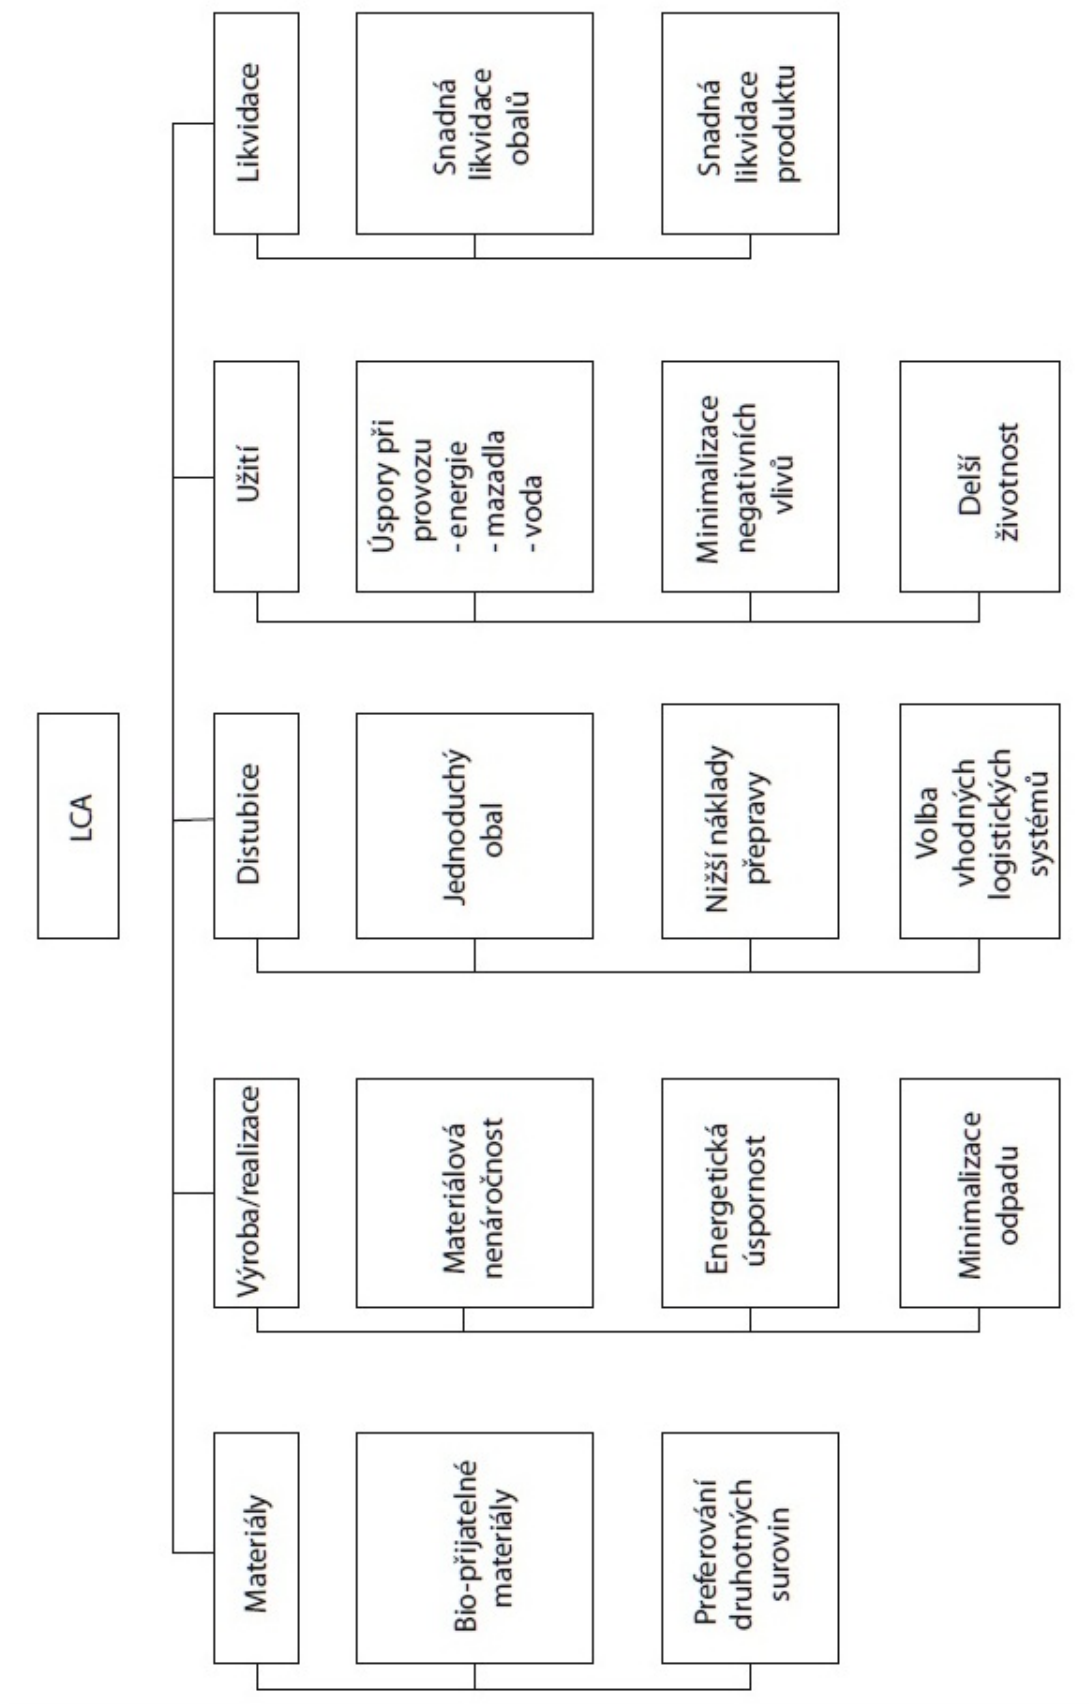 LCA
Materiály
Bio-přijatelné
materiály
Preferování
druhotných
surovin
Výroba/realizace
Materiálová
nenáročnost
Energetická
úspornost
Minimalizace
odpadu
Distubice
Jednoduchý
obal
Nižší náklady
přepravy
Volba
vhodných
logistických
systémů
Užití
Úspory při
provozu
- energie
- mazadla
- voda
Minimalizace
negativních
vlivů
Delší
životnost
Likvidace
Snadná
likvidace
obalů
Snadná
likvidace
produktu